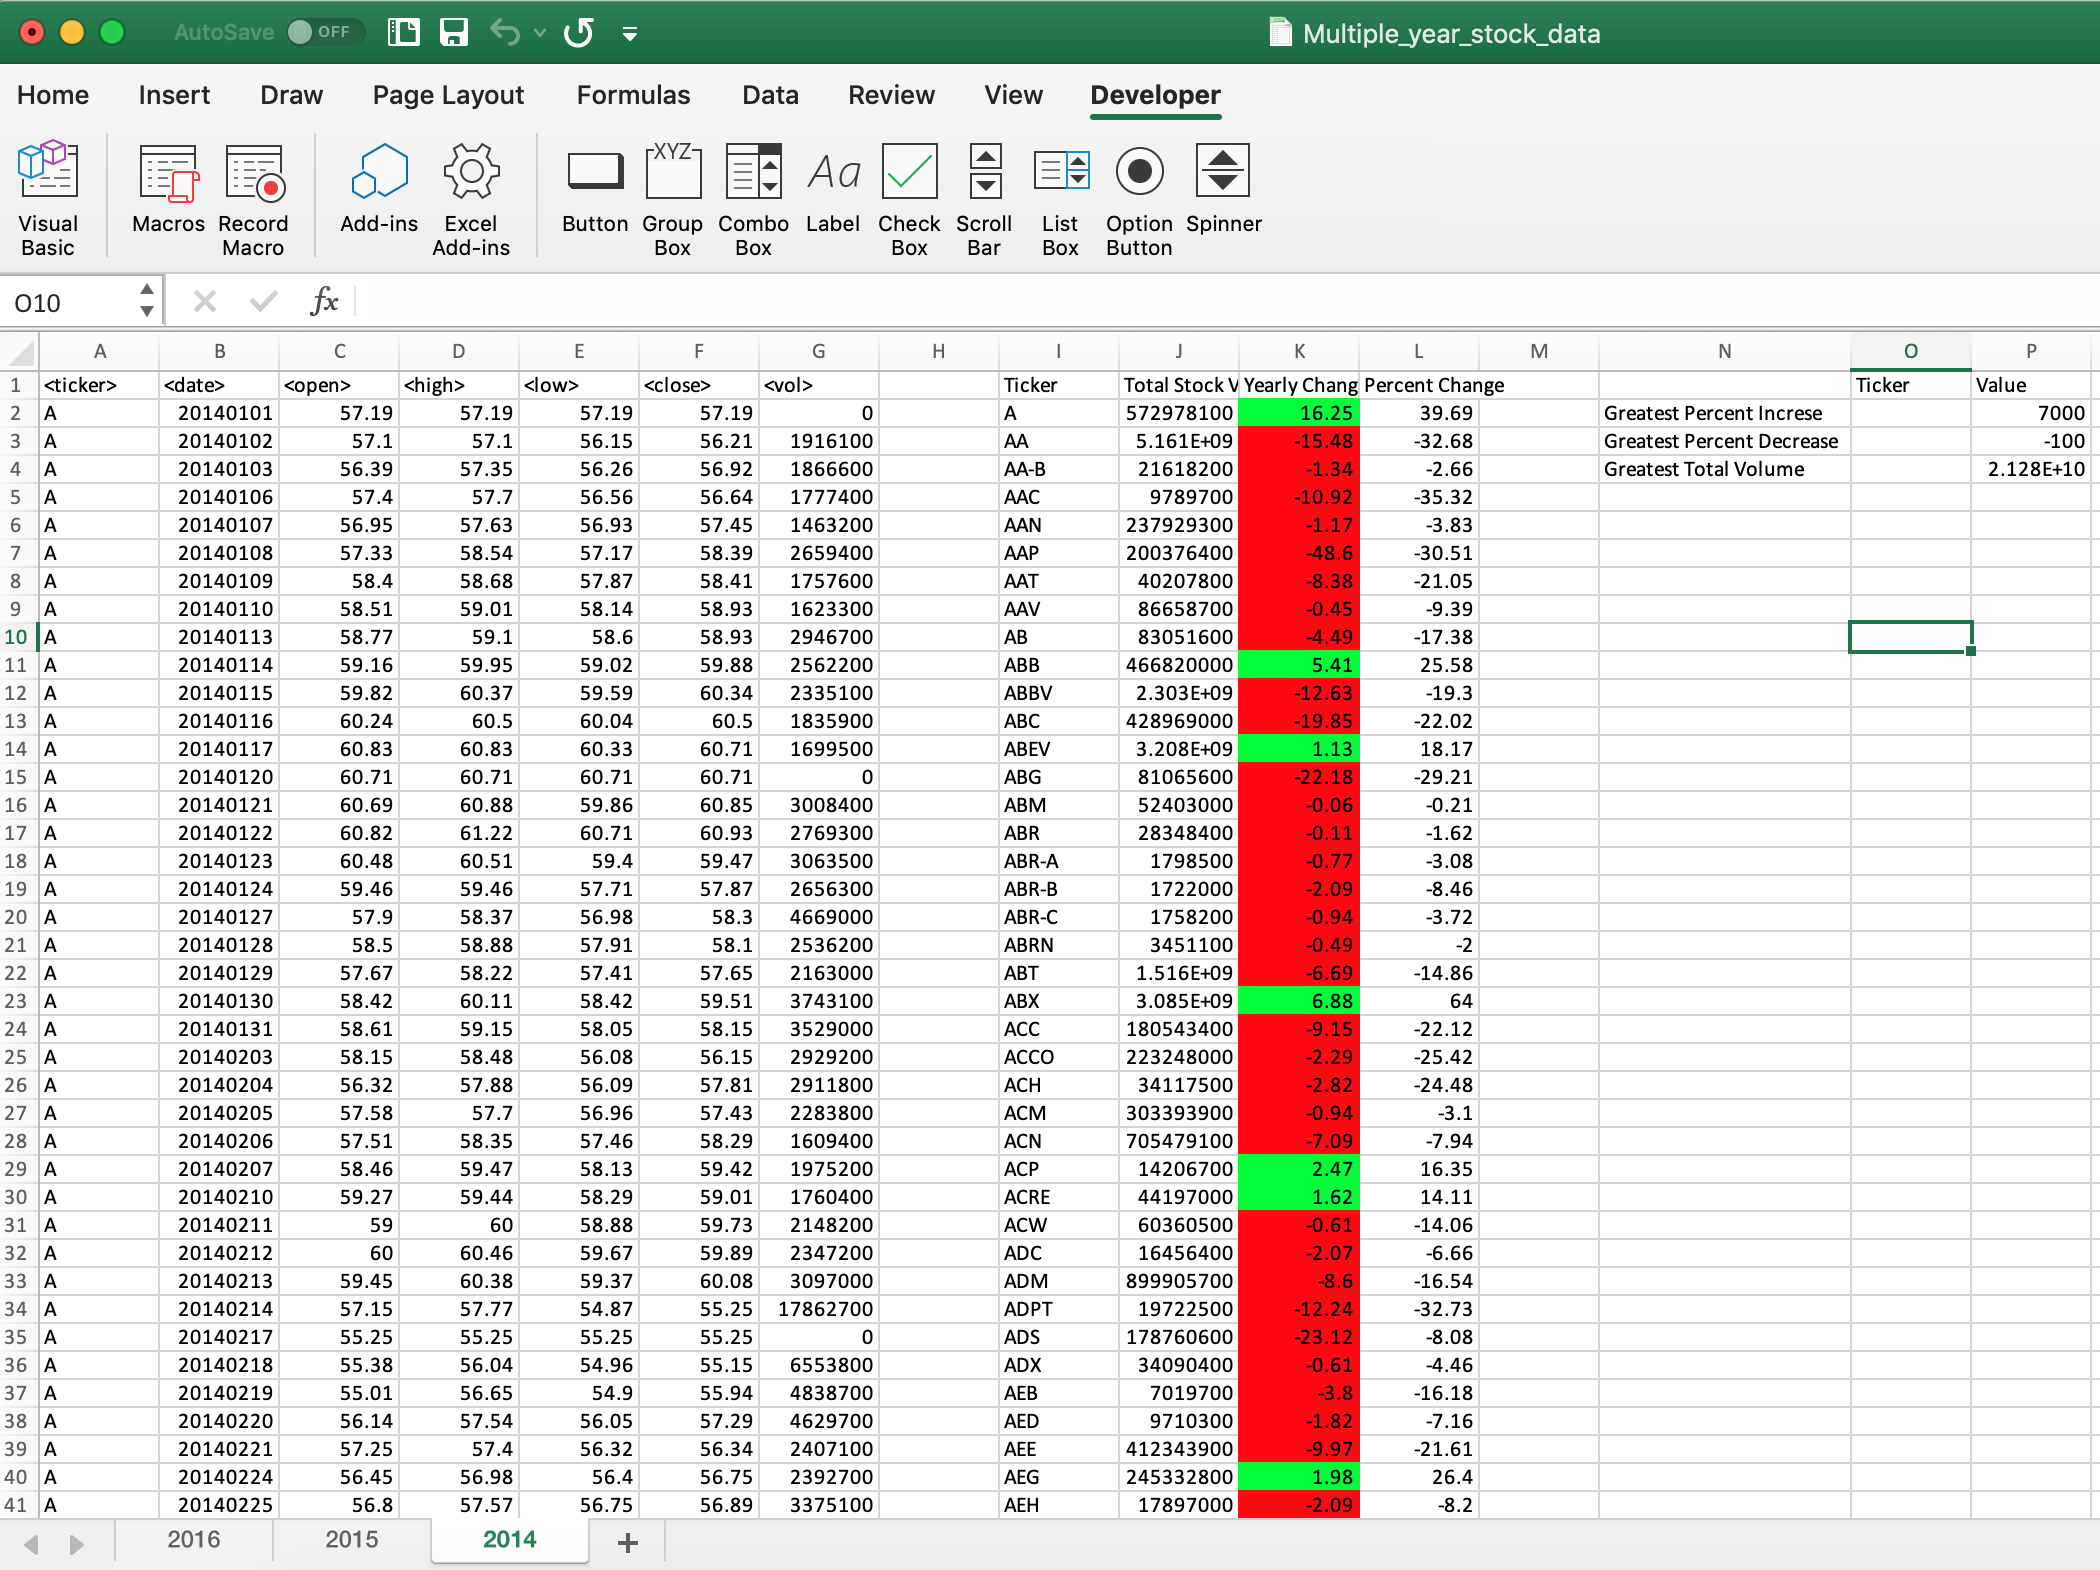 AutoSave OFF Multiple_year_stock_data
Home Insert Draw Page Layout Formulas Data Review View Developer
XYZ Aa
Visual Basic Macros Record Macro Add-ins Excel Add-ins Button Group Box Combo Box Label Check Box Scroll Bar List Box Option Button Spinner
O10 fx
A B C D E F G H I J K L M N O P
1 <ticker> <date> <open> <high> <low> <close> <vol> Ticker Total Stock V Yearly Chang Percent Change Ticker Value
2 A 20140101 57.19 57.19 57.19 57.19 0 A 572978100 16.25 39.69 Greatest Percent Increse 7000
3 A 20140102 57.1 57.1 56.15 56.21 1916100 AA 5.161E+09 -15.48 -32.68 Greatest Percent Decrease -100
4 A 20140103 56.39 57.35 56.26 56.92 1866600 AA-B 21618200 -1.34 -2.66 Greatest Total Volume 2.128E+10
5 A 20140106 57.4 57.7 56.56 56.64 1777400 AAC 9789700 -10.92 -35.32
6 A 20140107 56.95 57.63 56.93 57.45 1463200 AAN 237929300 -1.17 -3.83
7 A 20140108 57.33 58.54 57.17 58.39 2659400 AAP 200376400 -48.6 -30.51
8 A 20140109 58.4 58.68 57.87 58.41 1757600 AAT 40207800 -8.38 -21.05
9 A 20140110 58.51 59.01 58.14 58.93 1623300 AAV 86658700 -0.45 -9.39
10 A 20140113 58.77 59.1 58.6 58.93 2946700 AB 83051600 -4.49 -17.38
11 A 20140114 59.16 59.95 59.02 59.88 2562200 ABB 466820000 5.41 25.58
12 A 20140115 59.82 60.37 59.59 60.34 2335100 ABBV 2.303E+09 -12.63 -19.3
13 A 20140116 60.24 60.5 60.04 60.5 1835900 ABC 428969000 -19.85 -22.02
14 A 20140117 60.83 60.83 60.33 60.71 1699500 ABEV 3.208E+09 1.13 18.17
15 A 20140120 60.71 60.71 60.71 60.71 0 ABG 81065600 -22.18 -29.21
16 A 20140121 60.69 60.88 59.86 60.85 3008400 ABM 52403000 -0.06 -0.21
17 A 20140122 60.82 61.22 60.71 60.93 2769300 ABR 28348400 -0.11 -1.62
18 A 20140123 60.48 60.51 59.4 59.47 3063500 ABR-A 1798500 -0.77 -3.08
19 A 20140124 59.46 59.46 57.71 57.87 2656300 ABR-B 1722000 -2.09 -8.46
20 A 20140127 57.9 58.37 56.98 58.3 4669000 ABR-C 1758200 -0.94 -3.72
21 A 20140128 58.5 58.88 57.91 58.1 2536200 ABRN 3451100 -0.49 -2
22 A 20140129 57.67 58.22 57.41 57.65 2163000 ABT 1.516E+09 -6.69 -14.86
23 A 20140130 58.42 60.11 58.42 59.51 3743100 ABX 3.085E+09 6.88 64
24 A 20140131 58.61 59.15 58.05 58.15 3529000 ACC 180543400 -9.15 -22.12
25 A 20140203 58.15 58.48 56.08 56.15 2929200 ACCO 223248000 -2.29 -25.42
26 A 20140204 56.32 57.88 56.09 57.81 2911800 ACH 34117500 -2.82 -24.48
27 A 20140205 57.58 57.7 56.96 57.43 2283800 ACM 303393900 -0.94 -3.1
28 A 20140206 57.51 58.35 57.46 58.29 1609400 ACN 705479100 -7.09 -7.94
29 A 20140207 58.46 59.47 58.13 59.42 1975200 ACP 14206700 2.47 16.35
30 A 20140210 59.27 59.44 58.29 59.01 1760400 ACRE 44197000 1.62 14.11
31 A 20140211 59 60 58.88 59.73 2148200 ACW 60360500 -0.61 -14.06
32 A 20140212 60 60.46 59.67 59.89 2347200 ADC 16456400 -2.07 -6.66
33 A 20140213 59.45 60.38 59.37 60.08 3097000 ADM 899905700 -8.6 -16.54
34 A 20140214 57.15 57.77 54.87 55.25 17862700 ADPT 19722500 -12.24 -32.73
35 A 20140217 55.25 55.25 55.25 55.25 0 ADS 178760600 -23.12 -8.08
36 A 20140218 55.38 56.04 54.96 55.15 6553800 ADX 34090400 -0.61 -4.46
37 A 20140219 55.01 56.65 54.9 55.94 4838700 AEB 7019700 -3.8 -16.18
38 A 20140220 56.14 57.54 56.05 57.29 4629700 AED 9710300 -1.82 -7.16
39 A 20140221 57.25 57.4 56.32 56.34 2407100 AEE 412343900 -9.97 -21.61
40 A 20140224 56.45 56.98 56.4 56.75 2392700 AEG 245332800 1.98 26.4
41 A 20140225 56.8 57.57 56.75 56.89 3375100 AEH 17897000 -2.09 -8.2
2016 2015 2014 +